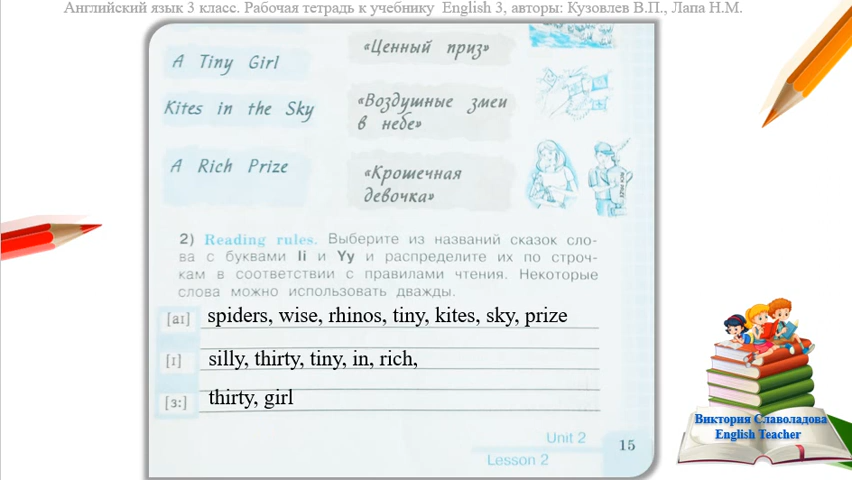 Английский язык 3 класс. Рабочая тетрадь к учебнику English 3, авторы: Кузовлев В.П., Лапа Н.М.
A Tiny Girl
«Ценный приз»
Kites in the Sky
«Воздушные змеи
в небе»
A Rich Prize
«Крошечная
девочка»
2) Reading rules. Выберите из названий сказок сло-
ва с буквами Ii и Yy и распределите их по строч-
кам в соответствии с правилами чтения. Некоторые
слова можно использовать дважды.
[aɪ] spiders, wise, rhinos, tiny, kites, sky, prize
[ɪ] silly, thirty, tiny, in, rich,
[ɜ:] thirty, girl
Unit 2
Lesson 2
15
Виктория Славоладова
English Teacher